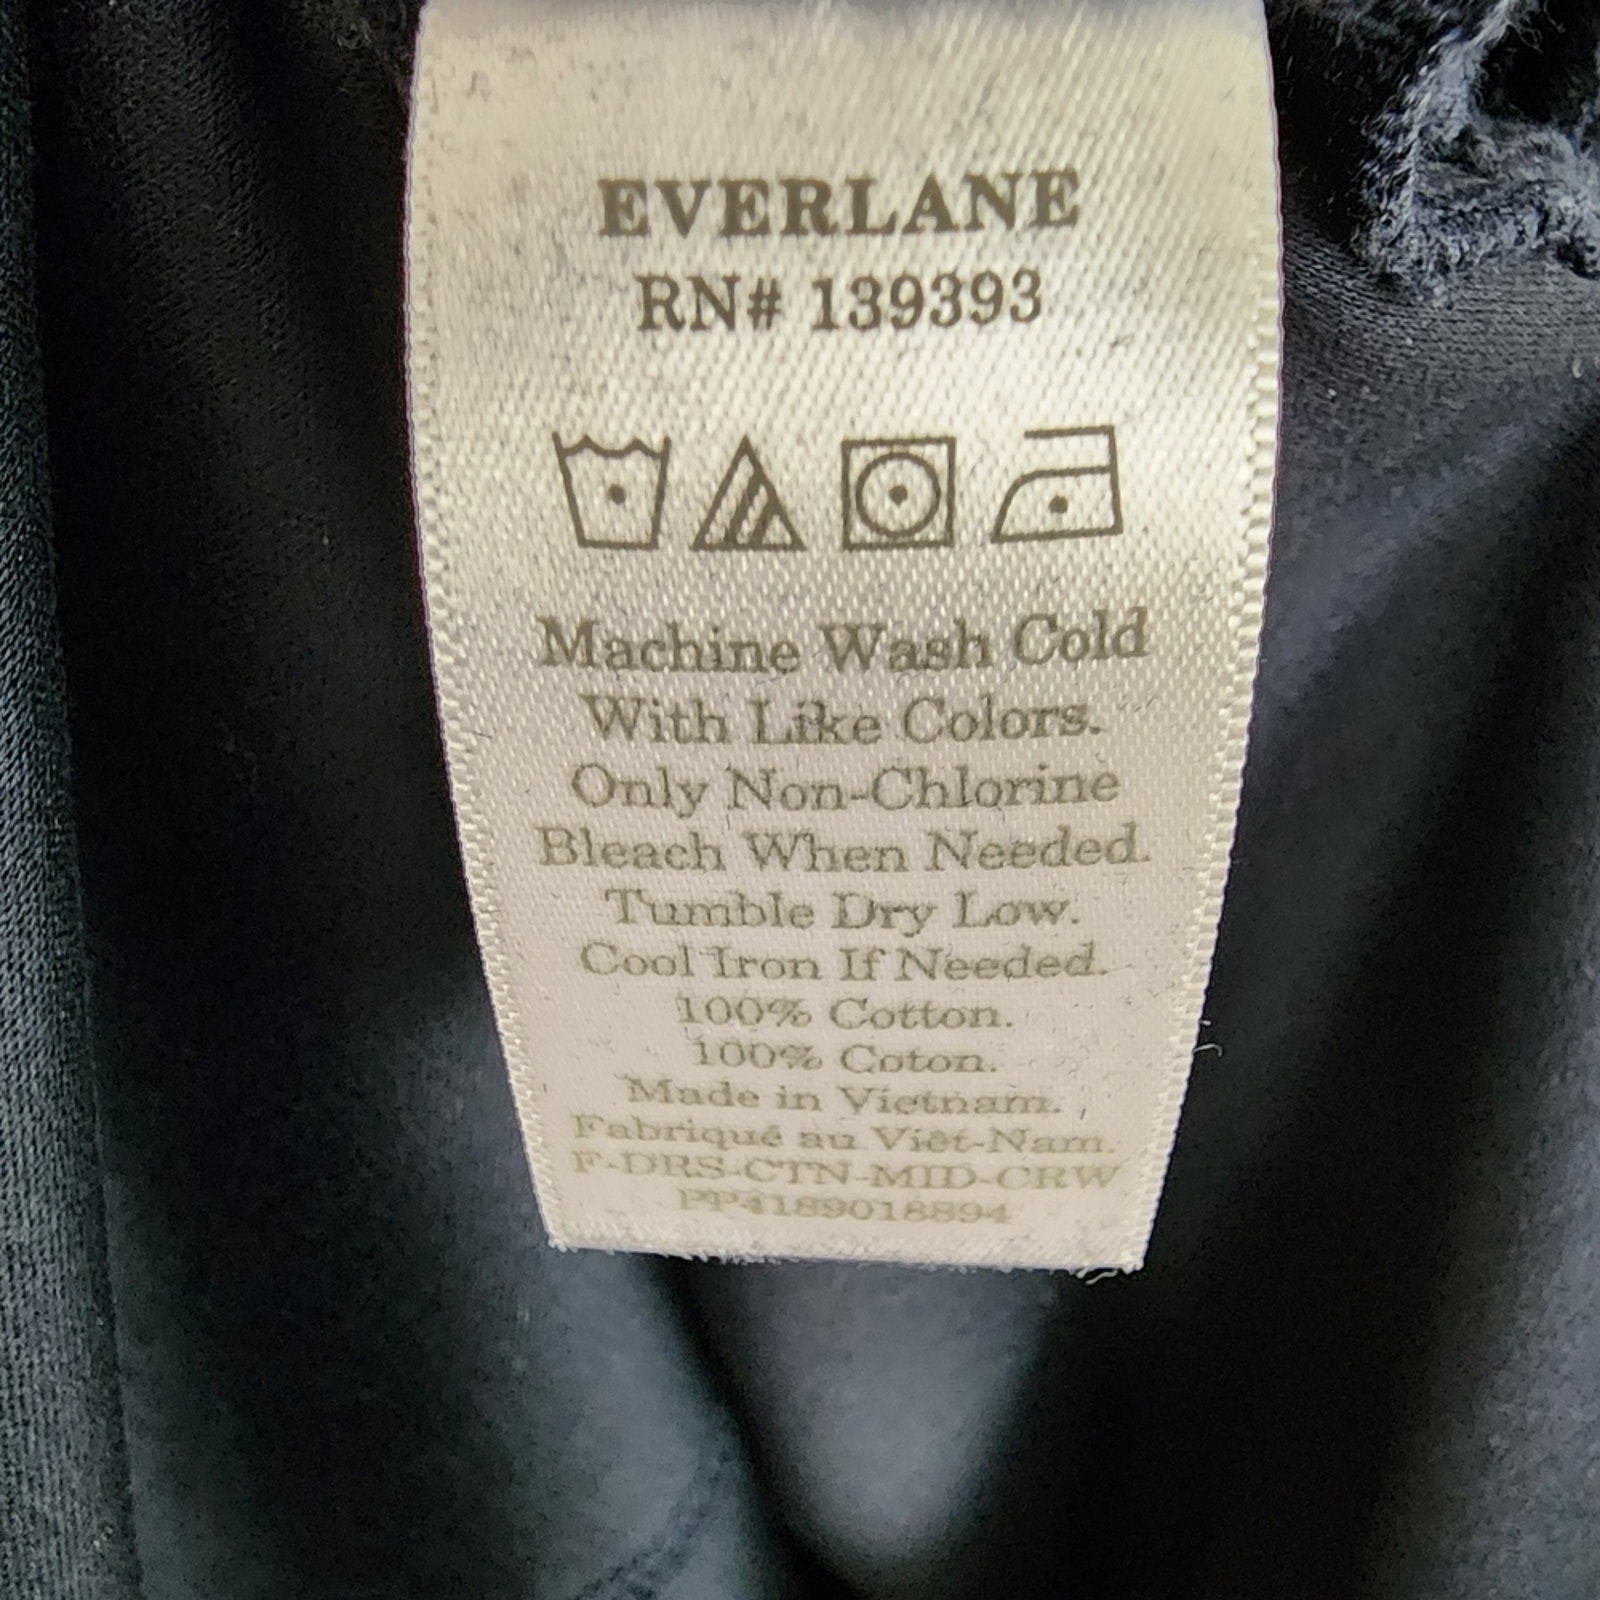 EVERLANE
RN# 139393
Machine Wash Cold
With Like Colors.
Only Non-Chlorine
Bleach When Needed.
Tumble Dry Low.
Cool Iron If Needed.
100% Cotton.
100% Coton.
Made in Vietnam.
Fabriqué au Viêt-Nam.
F-DRS-CTN-MID-CRW
PP4189018894